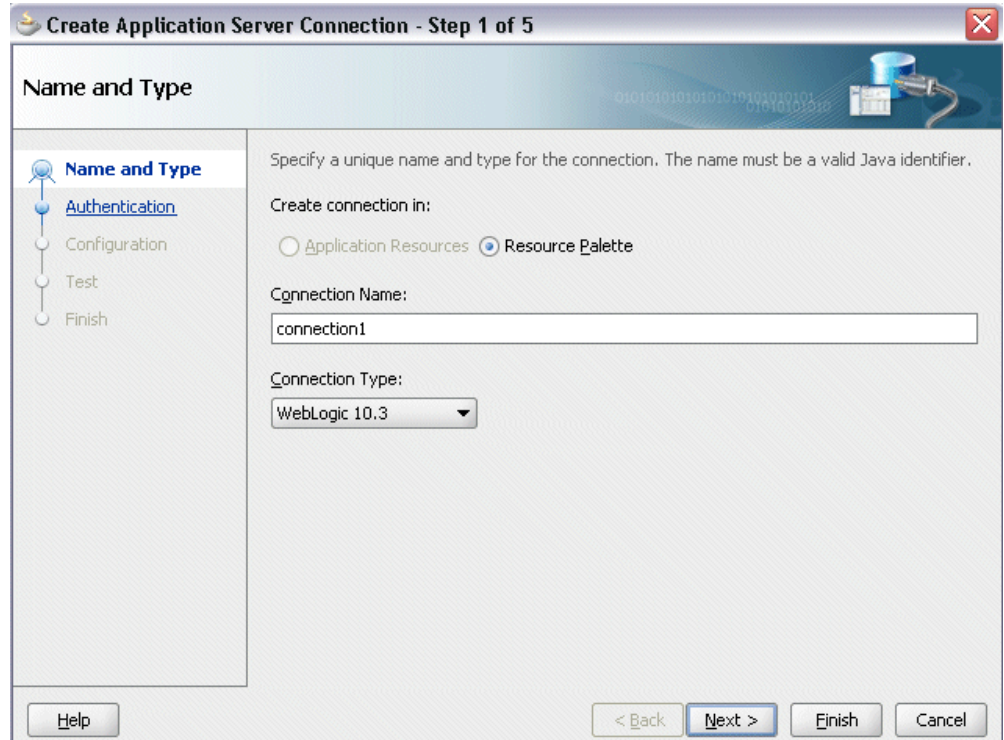 Create Application Server Connection - Step 1 of 5
Name and Type
Name and Type
Authentication
Configuration
Test
Finish
Specify a unique name and type for the connection. The name must be a valid Java identifier.
Create connection in:
Application Resources Resource Palette
Connection Name:
connection1
Connection Type:
WebLogic 10.3
Help < Back Next > Finish Cancel